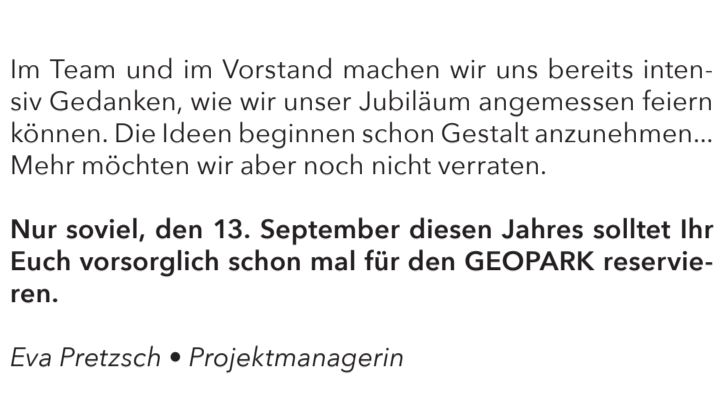 Im Team und im Vorstand machen wir uns bereits inten-
siv Gedanken, wie wir unser Jubiläum angemessen feiern
können. Die Ideen beginnen schon Gestalt anzunehmen...
Mehr möchten wir aber noch nicht verraten.
Nur soviel, den 13. September diesen Jahres solltet Ihr
Euch vorsorglich schon mal für den GEOPARK reservie-
ren.
Eva Pretzsch • Projektmanagerin